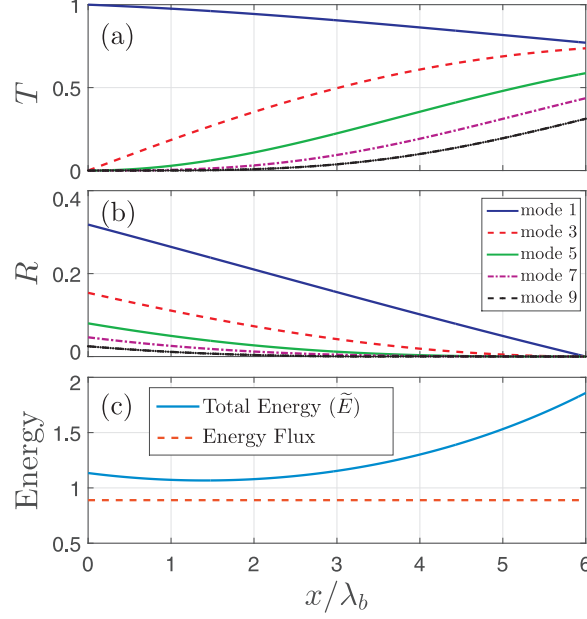 1
(a)
T
0.5
0
0.4
(b)
mode 1
mode 3
R
0.2
mode 5
mode 7
mode 9
0
2
(c)
Total Energy (Ẽ)
1.5
Energy Flux
Energy
1
0.5
0 1 2 3 4 5 6
x/λb